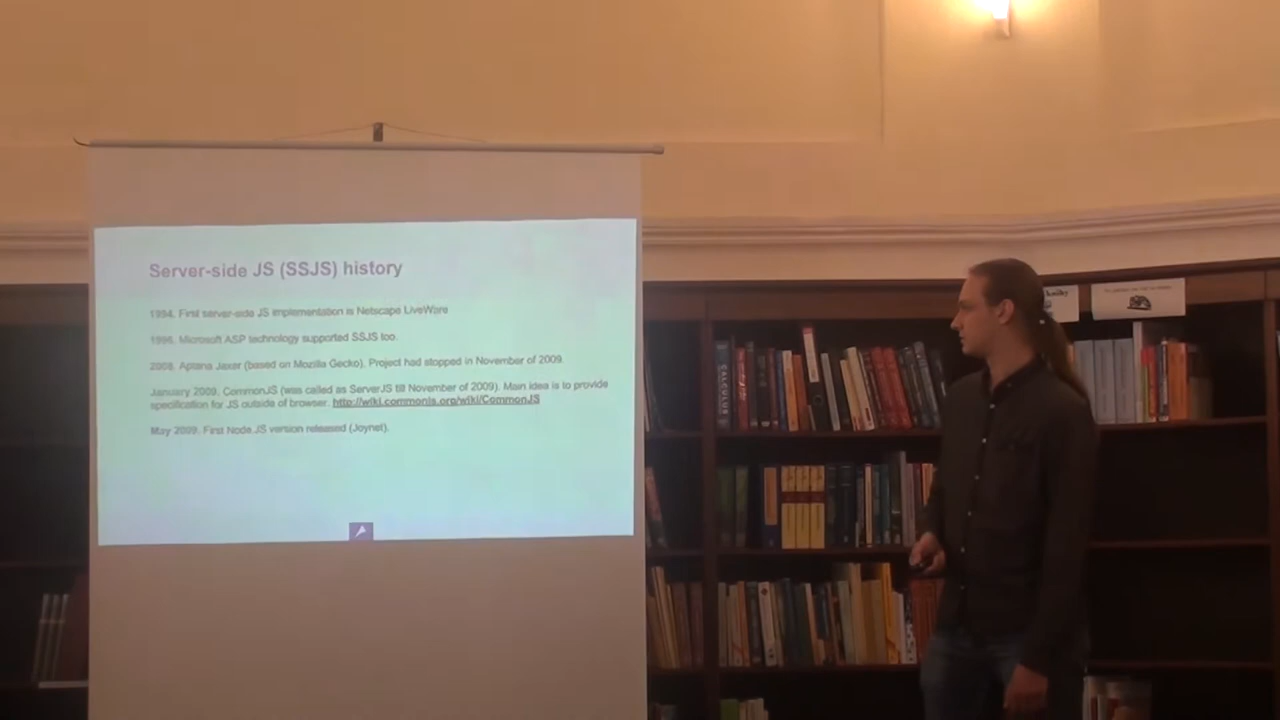 Server-side JS (SSJS) history
1994. First server-side JS implementation is Netscape LiveWare
1996. Microsoft ASP technology supported SSJS too.
2008. Aptana Jaxer (based on Mozilla Gecko). Project had stopped in November of 2009.
January 2009. CommonJS (was called as ServerJS till November of 2009). Main idea is to provide
specification for JS outside of browser. http://wiki.commonjs.org/wiki/CommonJS
May 2009. First Node.JS version released (Joynet).
CALCULUS